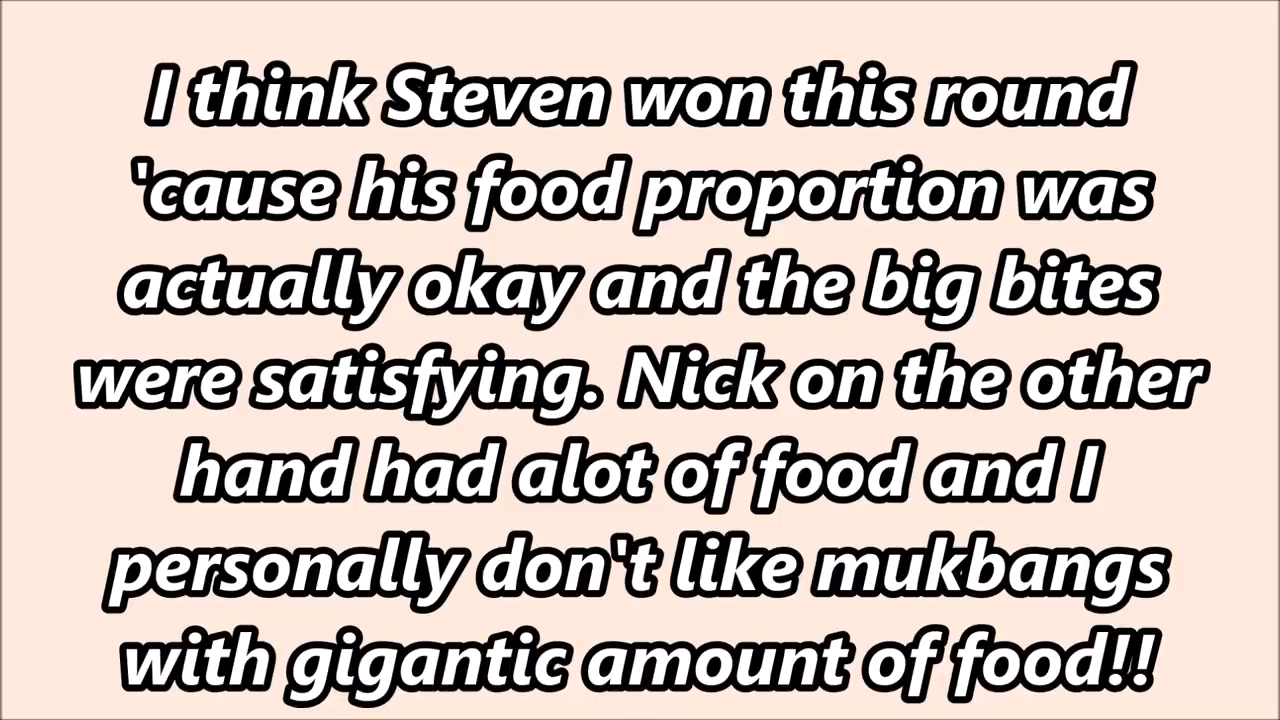 I think Steven won this round
'cause his food proportion was
actually okay and the big bites
were satisfying. Nick on the other
hand had alot of food and I
personally don't like mukbangs
with gigantic amount of food!!